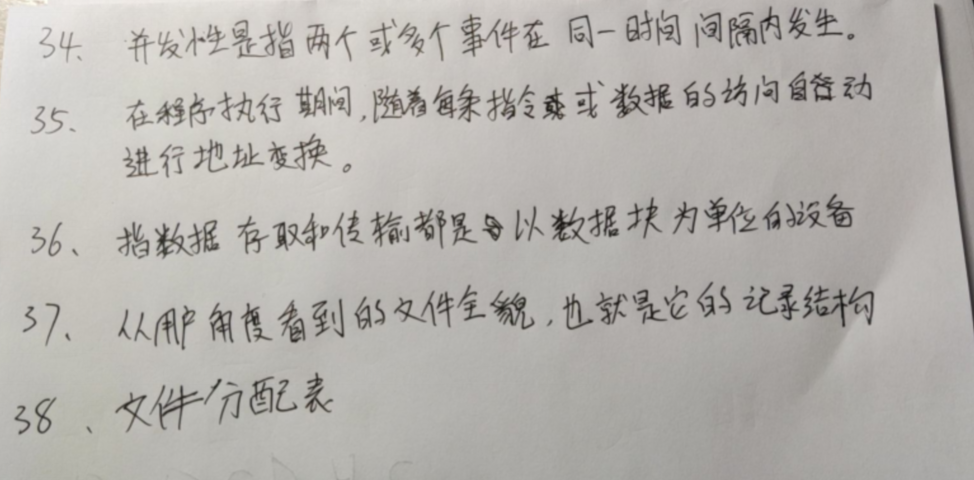 34、并发性是指两个或多个事件在同一时间间隔内发生。
35、在程序执行期间,随着每条指令或数据的访问自动
进行地址变换。
36、指数据存取和传输都是以数据块为单位的设备
37、从用户角度看到的文件全貌,也就是它的记录结构
38、文件分配表